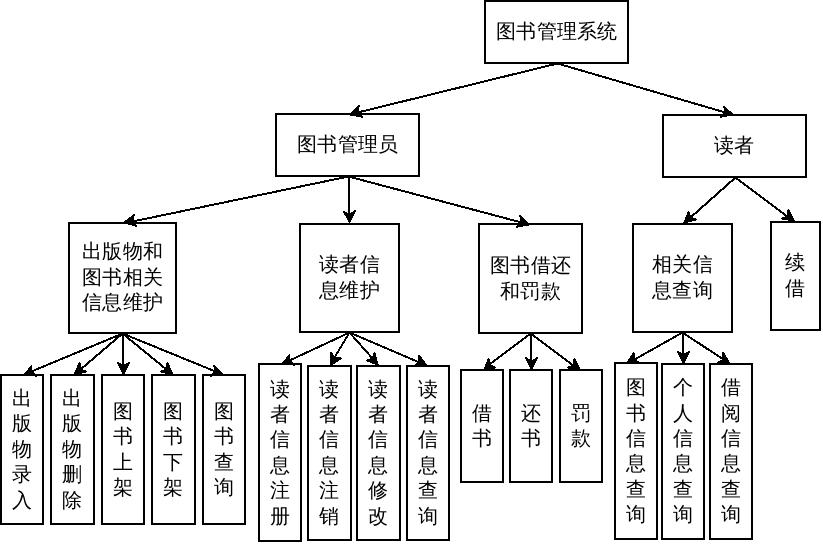 图书管理系统
图书管理员
读者
出版物和
图书相关
信息维护
读者信
息维护
图书借还
和罚款
相关信
息查询
续借
出版物录入
出版物删除
图书上架
图书下架
图书查询
读者信息注册
读者信息注销
读者信息修改
读者信息查询
借书
还书
罚款
图书信息查询
个人信息查询
借阅信息查询